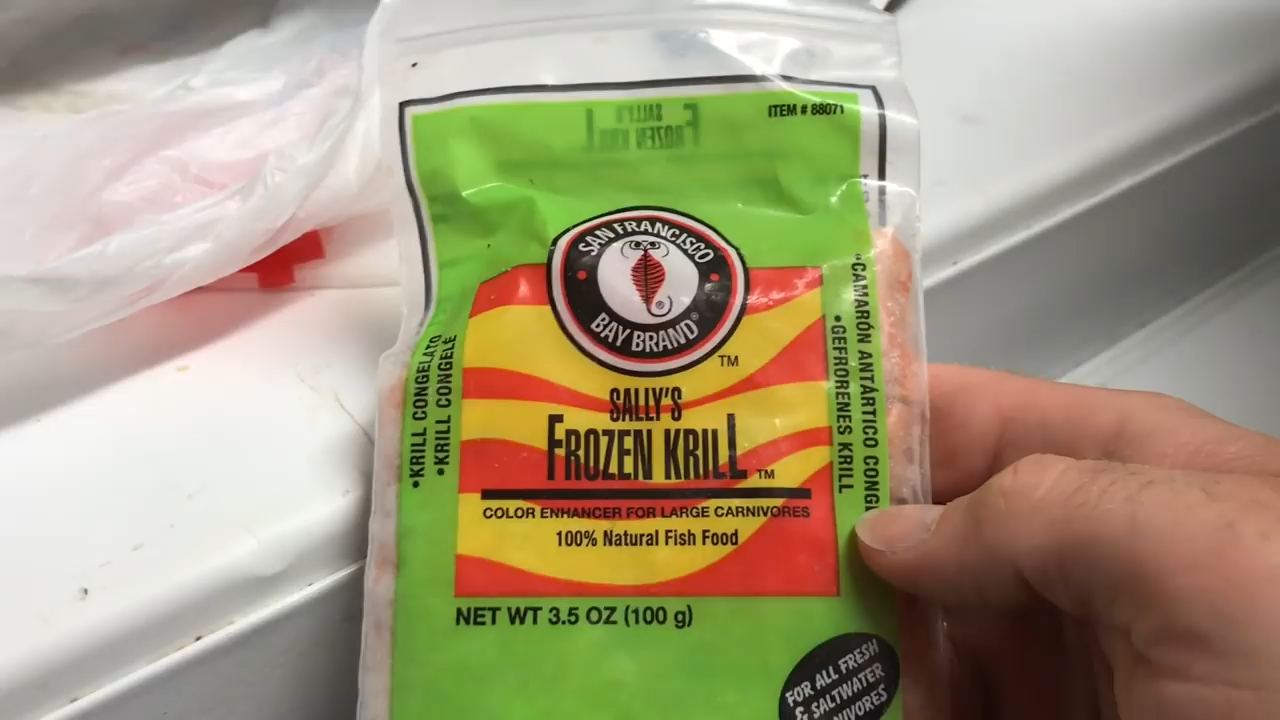 ITEM # 88071
SALLY'S
FROZEN KRILL
SAN FRANCISCO
BAY BRAND®
TM
•KRILL CONGELATO
•KRILL CONGELÉ
•CAMARÓN ANTÁRTICO
•GEFRORENES KRILL
SALLY'S
FROZEN KRILL TM
COLOR ENHANCER FOR LARGE CARNIVORES
100% Natural Fish Food
NET WT 3.5 OZ (100 g)
FOR ALL FRESH
& SALTWATER